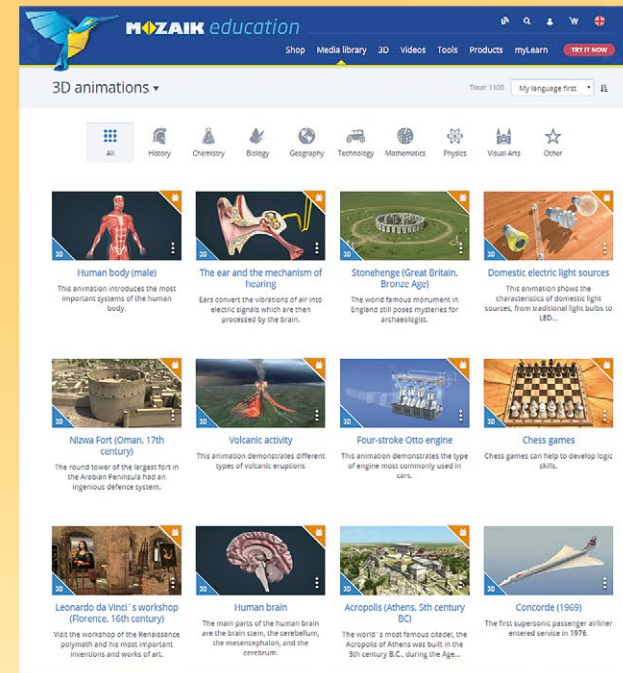 MOZAIK education
Shop Media library 3D Videos Tools Products myLearn TRY IT NOW
3D animations
Total: 1100 My language first
All History Chemistry Biology Geography Technology Mathematics Physics Visual Arts Other
3D 3D 3D 3D
Human body (male)
This animation introduces the most
important systems of the human
body.
The ear and the mechanism of
hearing
Ears convert the vibrations of air into
electric signals which are then
processed by the brain.
Stonehenge (Great Britain,
Bronze Age)
The world famous monument in
England still poses mysteries for
archaeologist.
Domestic electric light sources
This animation shows the
characteristics of domestic light
sources, from traditional light bulbs to
LED...
3D 3D 3D 3D
Nizwa Fort (Oman, 17th
century)
The round tower of the largest fort in
the Arabian Peninsula had an
ingenious defence system.
Volcanic activity
This animation demonstrates different
types of volcanic eruptions
Four-stroke Otto engine
This animation demonstrates the type
of engine most commonly used in
cars.
Chess games
Chess games can help to develop logic
skills.
3D 3D 3D 3D
Leonardo da Vinci´s workshop
(Florence, 16th century)
Visit the workshop of the Renaissance
polymath and his most important
inventions and works of art.
Human brain
The main parts of the human brain
are the brain stem, the cerebellum,
the mesencephalon, and the
cerebrum.
Acropolis (Athens, 5th century
BC)
The world´s most famous citadel, the
Acropolis of Athens was built in the
5th century B.C., during the Age...
Concorde (1969)
The first supersonic passenger airliner
entered service in 1976.